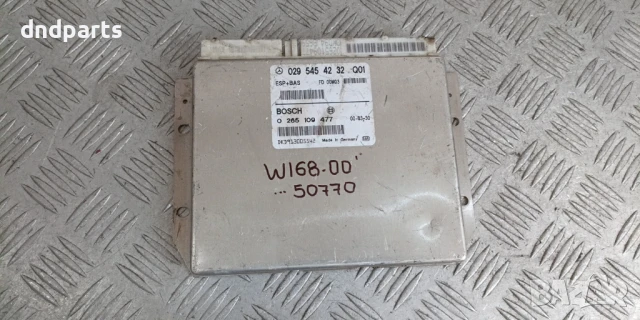 dndparts
029 545 42 32 Q01
ESP+BAS
BOSCH
0 265 109 477
Made in Germany
W168.00"
... 50770
BAZAR